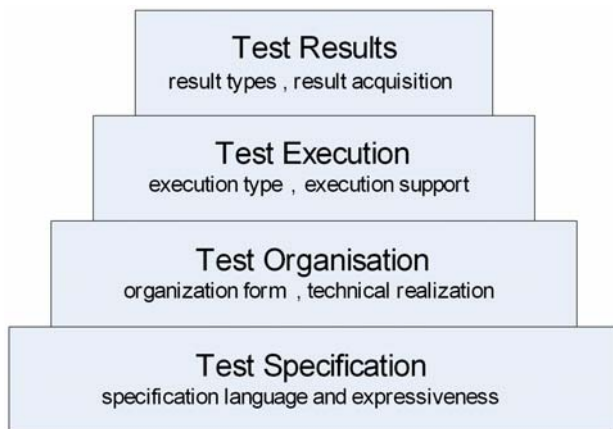 Test Results
result types , result acquisition
Test Execution
execution type , execution support
Test Organisation
organization form , technical realization
Test Specification
specification language and expressiveness